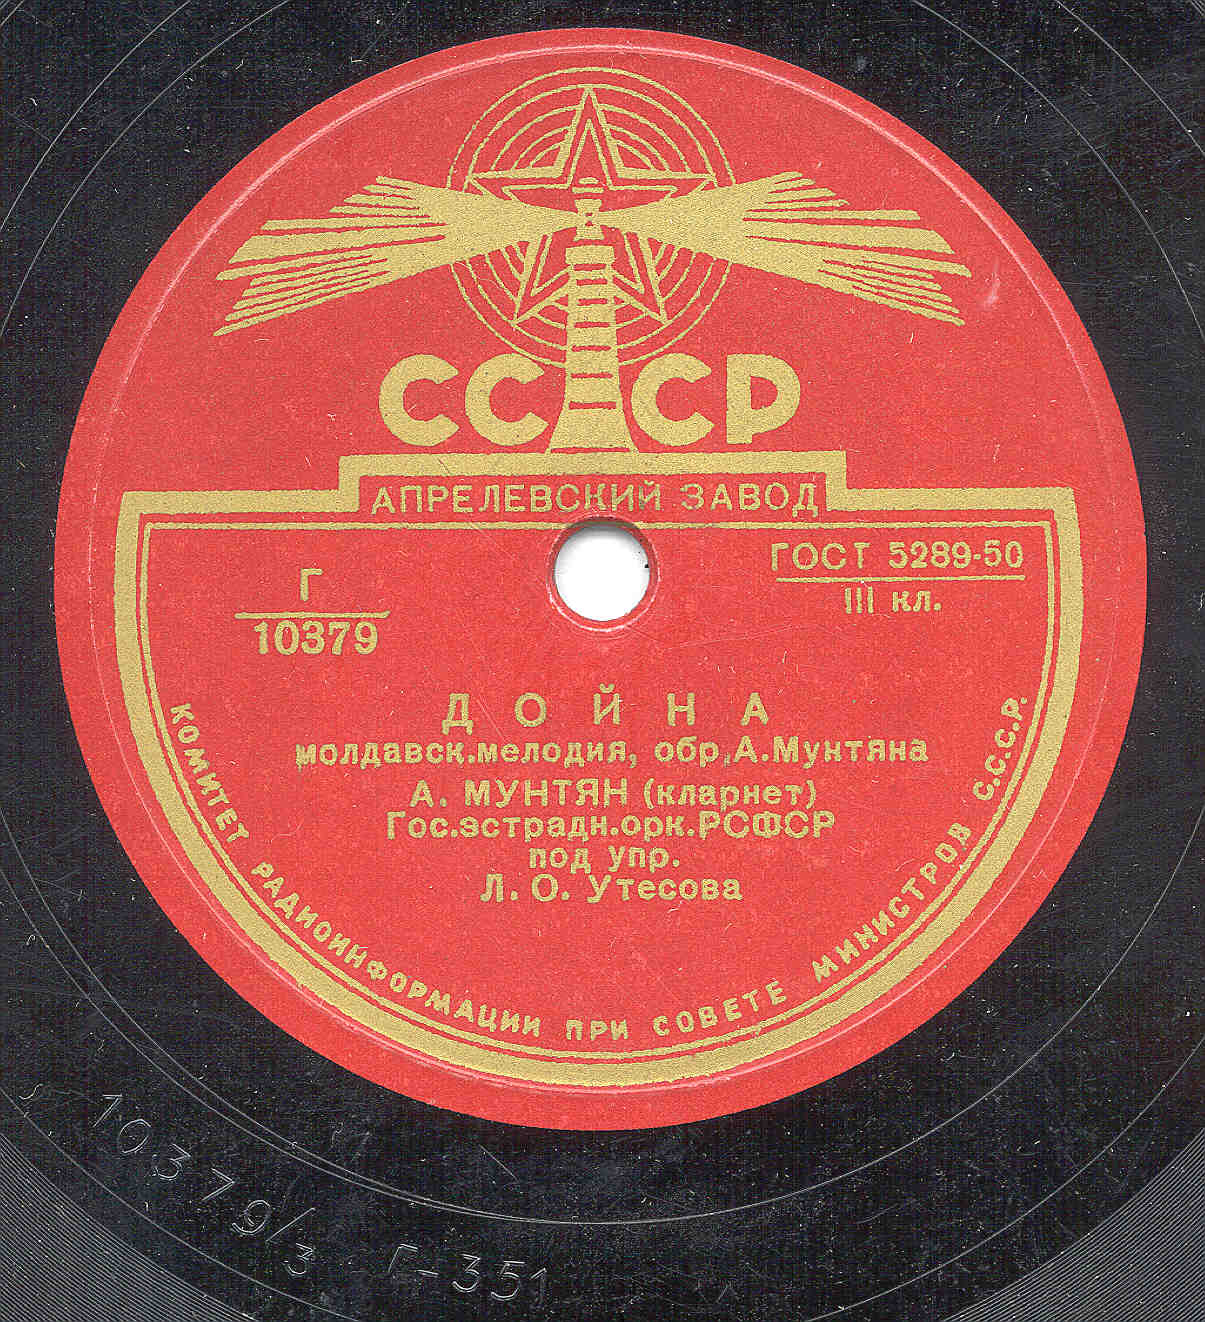 СССР
АПРЕЛЕВСКИЙ ЗАВОД
ГОСТ 5289-50
III кл.
Г
10379
ДОЙНА
молдавск.мелодия, обр.А.Мунтяна
А. МУНТЯН (кларнет)
Гос.эстрадн.орк.РСФСР
под упр.
Л. О. Утесова
КОМИТЕТ РАДИОИНФОРМАЦИИ ПРИ СОВЕТЕ МИНИСТРОВ С.С.С.Р.
10379/3 Г-351